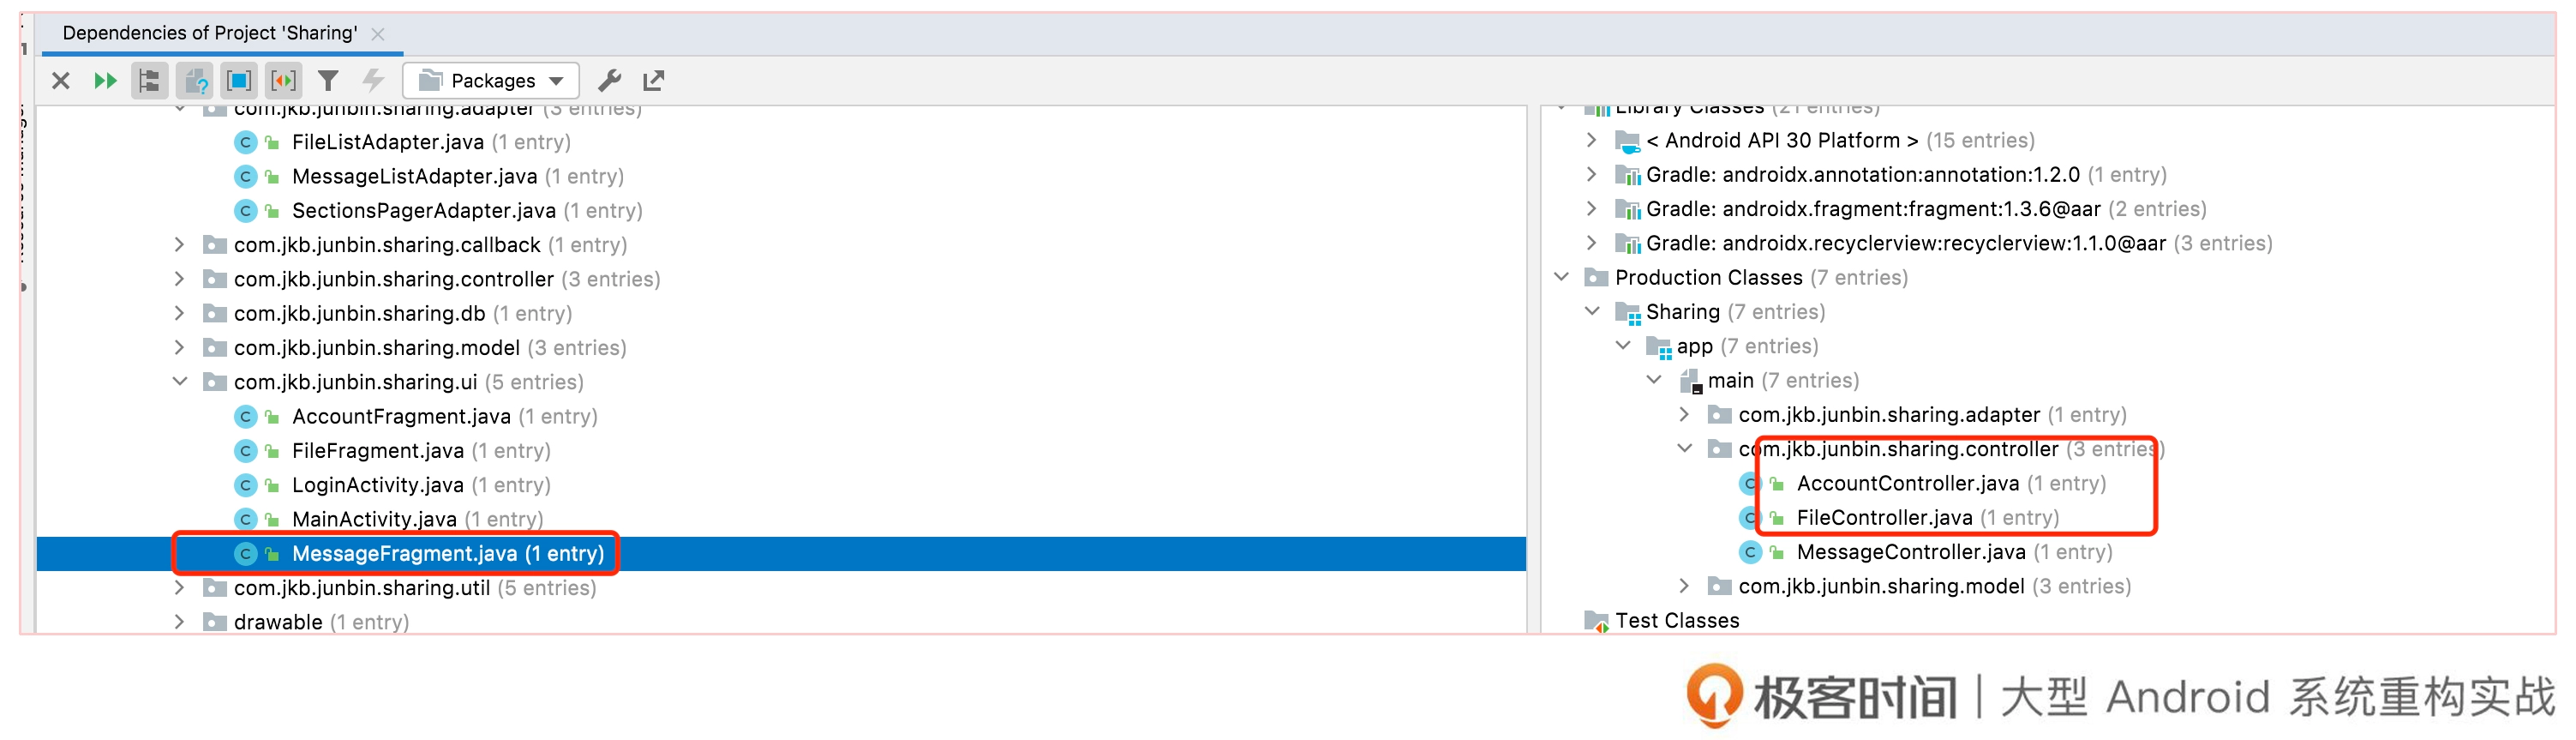 Dependencies of Project 'Sharing'
Packages
com.jkb.junbin.sharing.adapter (3 entries)
FileListAdapter.java (1 entry)
MessageListAdapter.java (1 entry)
SectionsPagerAdapter.java (1 entry)
com.jkb.junbin.sharing.callback (1 entry)
com.jkb.junbin.sharing.controller (3 entries)
com.jkb.junbin.sharing.db (1 entry)
com.jkb.junbin.sharing.model (3 entries)
com.jkb.junbin.sharing.ui (5 entries)
AccountFragment.java (1 entry)
FileFragment.java (1 entry)
LoginActivity.java (1 entry)
MainActivity.java (1 entry)
MessageFragment.java (1 entry)
com.jkb.junbin.sharing.util (5 entries)
drawable (1 entry)
Library Classes (21 entries)
< Android API 30 Platform > (15 entries)
Gradle: androidx.annotation:annotation:1.2.0 (1 entry)
Gradle: androidx.fragment:fragment:1.3.6@aar (2 entries)
Gradle: androidx.recyclerview:recyclerview:1.1.0@aar (3 entries)
Production Classes (7 entries)
Sharing (7 entries)
app (7 entries)
main (7 entries)
com.jkb.junbin.sharing.adapter (1 entry)
com.jkb.junbin.sharing.controller (3 entries)
AccountController.java (1 entry)
FileController.java (1 entry)
MessageController.java (1 entry)
com.jkb.junbin.sharing.model (3 entries)
Test Classes
极客时间 | 大型 Android 系统重构实战